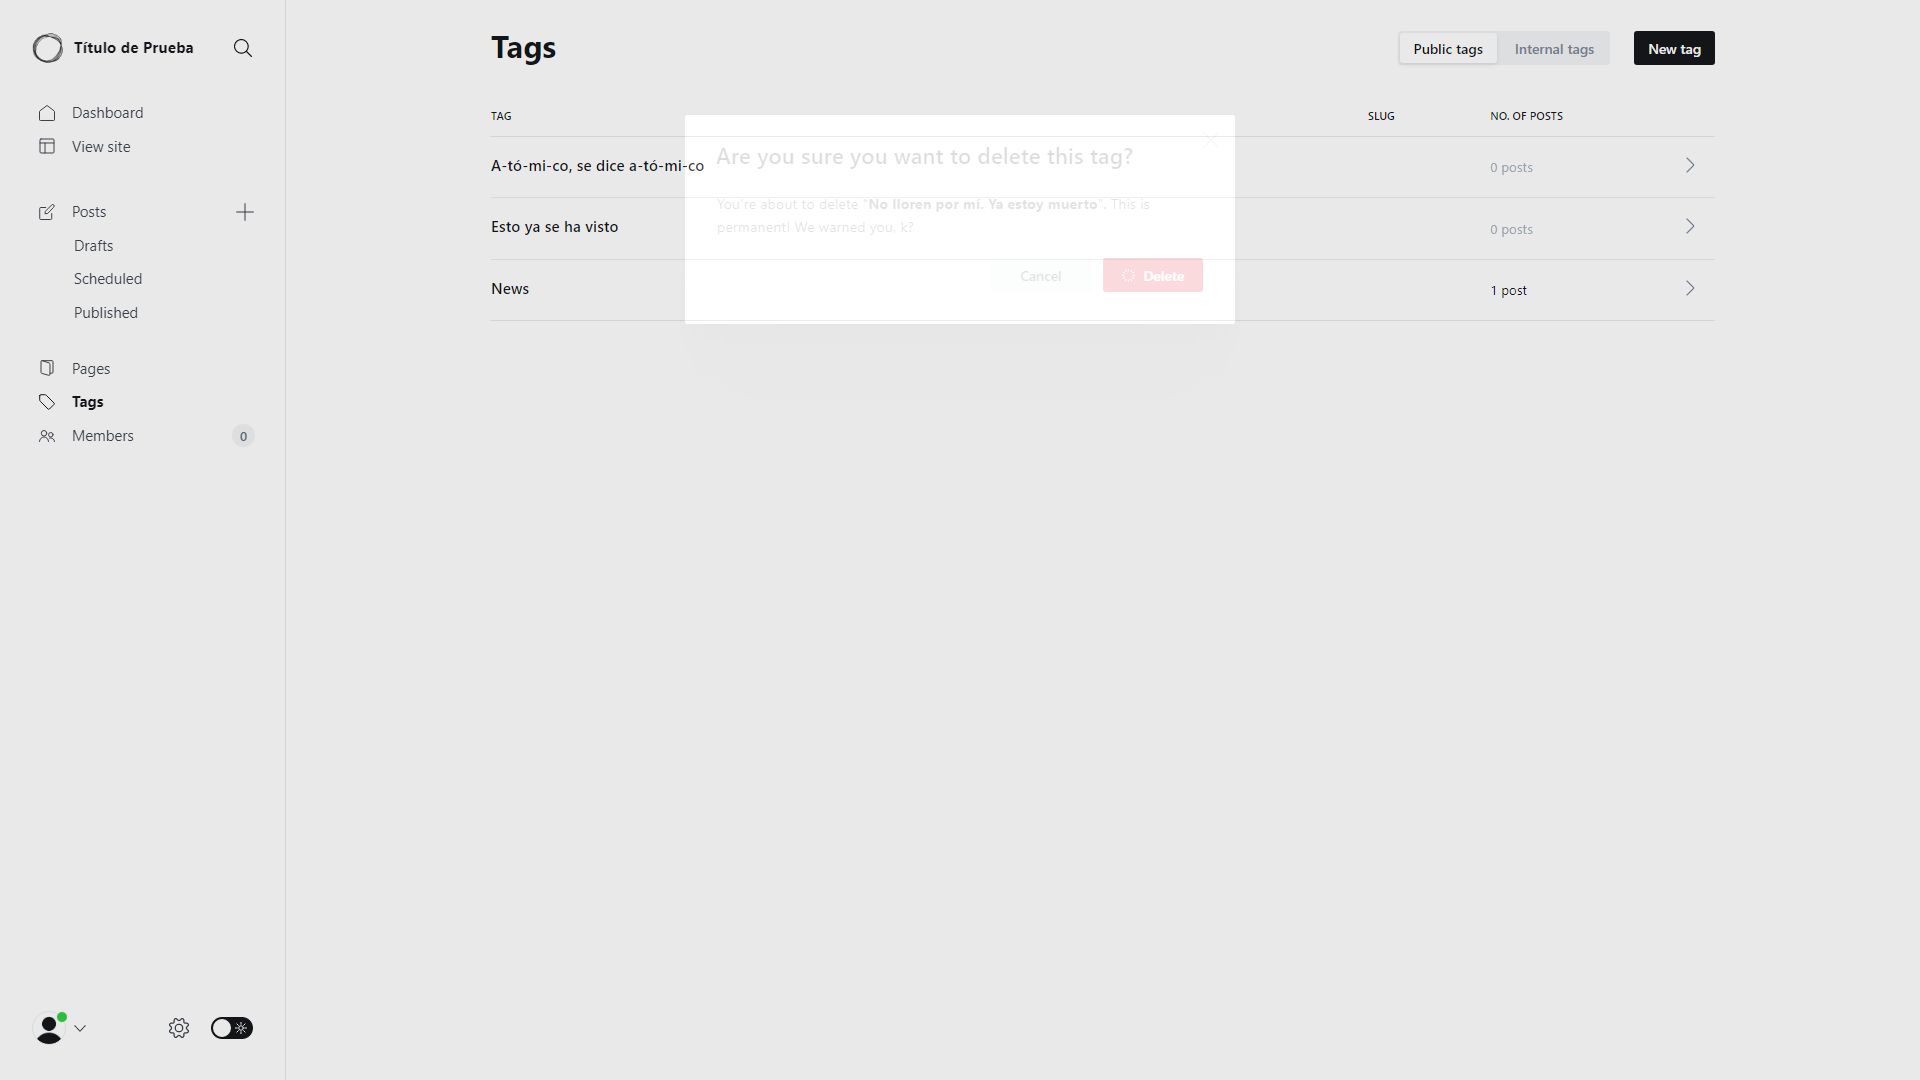 Título de Prueba
Dashboard
View site
Posts
Drafts
Scheduled
Published
Pages
Tags
Members
0
Tags
Public tags
Internal tags
New tag
TAG
SLUG
NO. OF POSTS
A-tó-mi-co, se dice a-tó-mi-co
0 posts
Esto ya se ha visto
0 posts
News
1 post
Are you sure you want to delete this tag?
You're about to delete "No lloren por mí. Ya estoy muerto". This is
permanent! We warned you, k?
Cancel
Delete